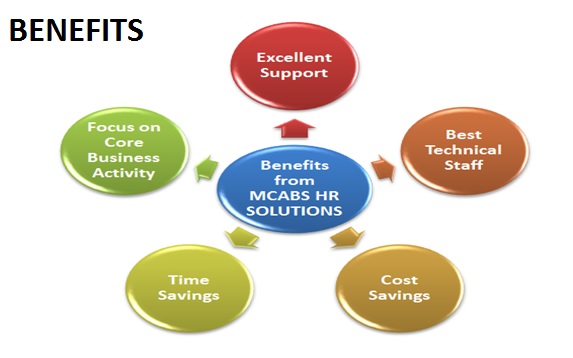 BENEFITS
Excellent
Support
Focus on
Core
Business
Activity
Benefits
from
MCABS HR
SOLUTIONS
Best
Technical
Staff
Time
Savings
Cost
Savings